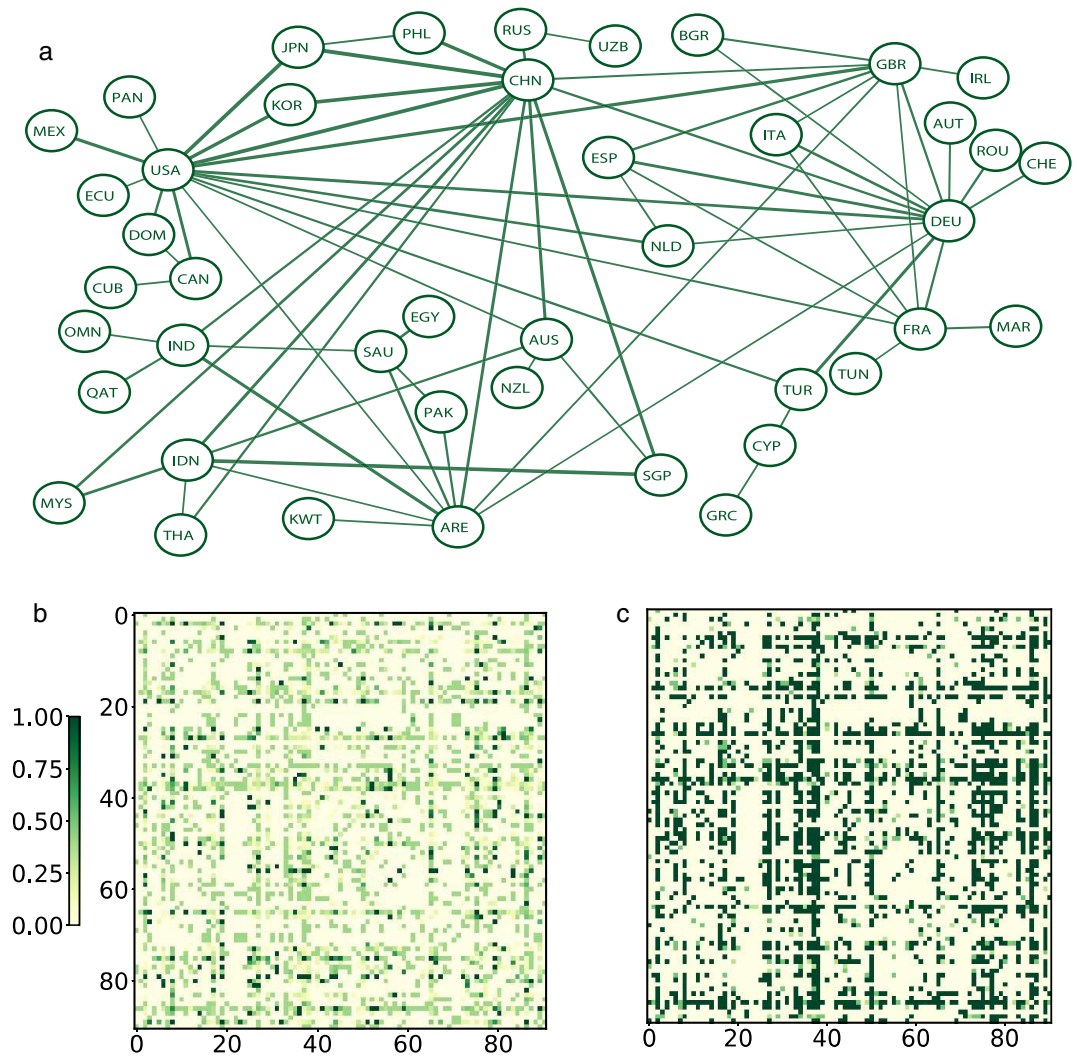 a
JPN
PHL
RUS
UZB
BGR
CHN
GBR
IRL
PAN
KOR
MEX
ITA
AUT
ROU
CHE
USA
ESP
ECU
DEU
DOM
NLD
CUB
CAN
OMN
IND
EGY
SAU
AUS
FRA
MAR
QAT
NZL
TUN
TUR
PAK
CYP
IDN
MYS
SGP
THA
KWT
ARE
GRC
b
c
0
20
40
60
80
1.00
0.75
0.50
0.25
0.00
0 20 40 60 80
0 20 40 60 80